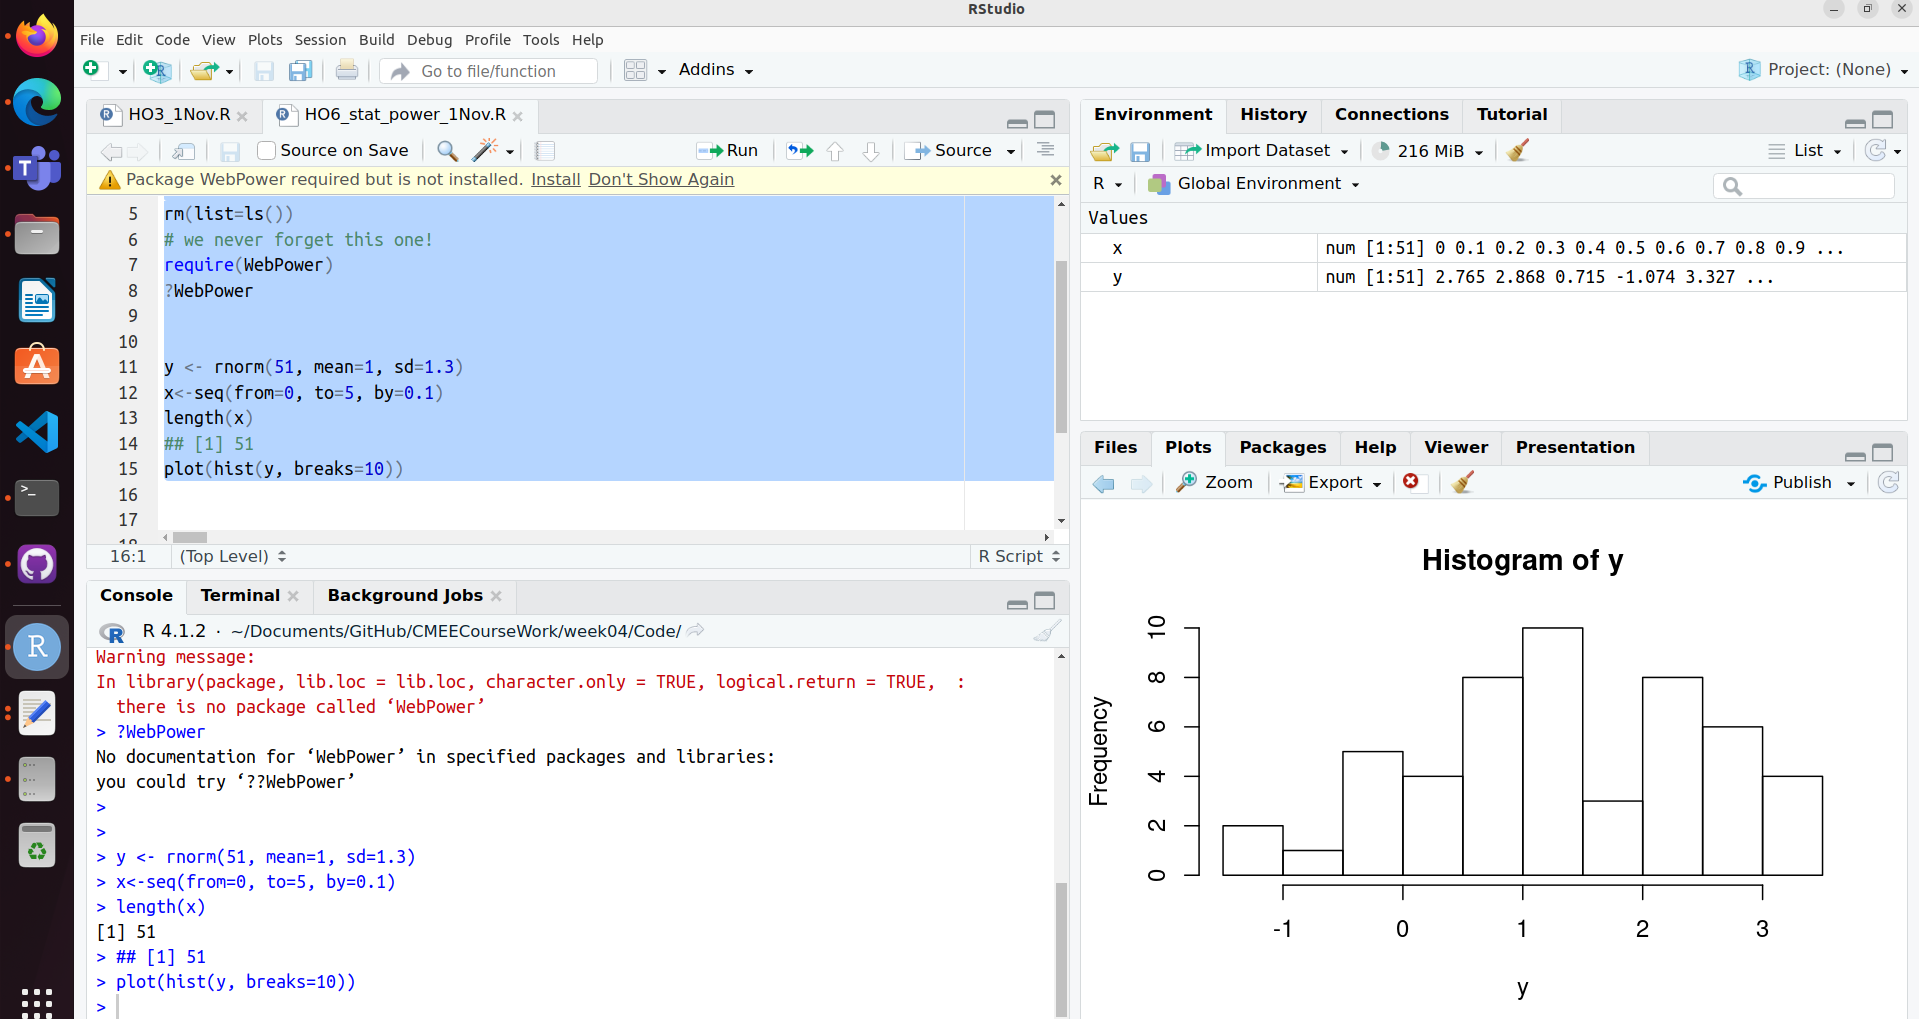 RStudio
File Edit Code View Plots Session Build Debug Profile Tools Help
Go to file/function
Addins
Project: (None)
HO3_1Nov.R
HO6_stat_power_1Nov.R
Source on Save
Run
Source
Package WebPower required but is not installed. Install Don't Show Again
5 rm(list=ls())
6 # we never forget this one!
7 require(WebPower)
8 ?WebPower
9
10
11 y <- rnorm(51, mean=1, sd=1.3)
12 x<-seq(from=0, to=5, by=0.1)
13 length(x)
14 ## [1] 51
15 plot(hist(y, breaks=10))
16
17
18
16:1 (Top Level) R Script
Console Terminal Background Jobs
R 4.1.2 · ~/Documents/GitHub/CMEECourseWork/week04/Code/
Warning message:
In library(package, lib.loc = lib.loc, character.only = TRUE, logical.return = TRUE,  :
there is no package called ‘WebPower’
> ?WebPower
No documentation for ‘WebPower’ in specified packages and libraries:
you could try ‘??WebPower’
>
>
> y <- rnorm(51, mean=1, sd=1.3)
> x<-seq(from=0, to=5, by=0.1)
> length(x)
[1] 51
> ## [1] 51
> plot(hist(y, breaks=10))
>
Environment History Connections Tutorial
Import Dataset 216 MiB List
R Global Environment
Values
x num [1:51] 0 0.1 0.2 0.3 0.4 0.5 0.6 0.7 0.8 0.9 ...
y num [1:51] 2.765 2.868 0.715 -1.074 3.327 ...
Files Plots Packages Help Viewer Presentation
Zoom Export Publish
Histogram of y
Frequency
10
8
6
4
2
0
-1 0 1 2 3
y